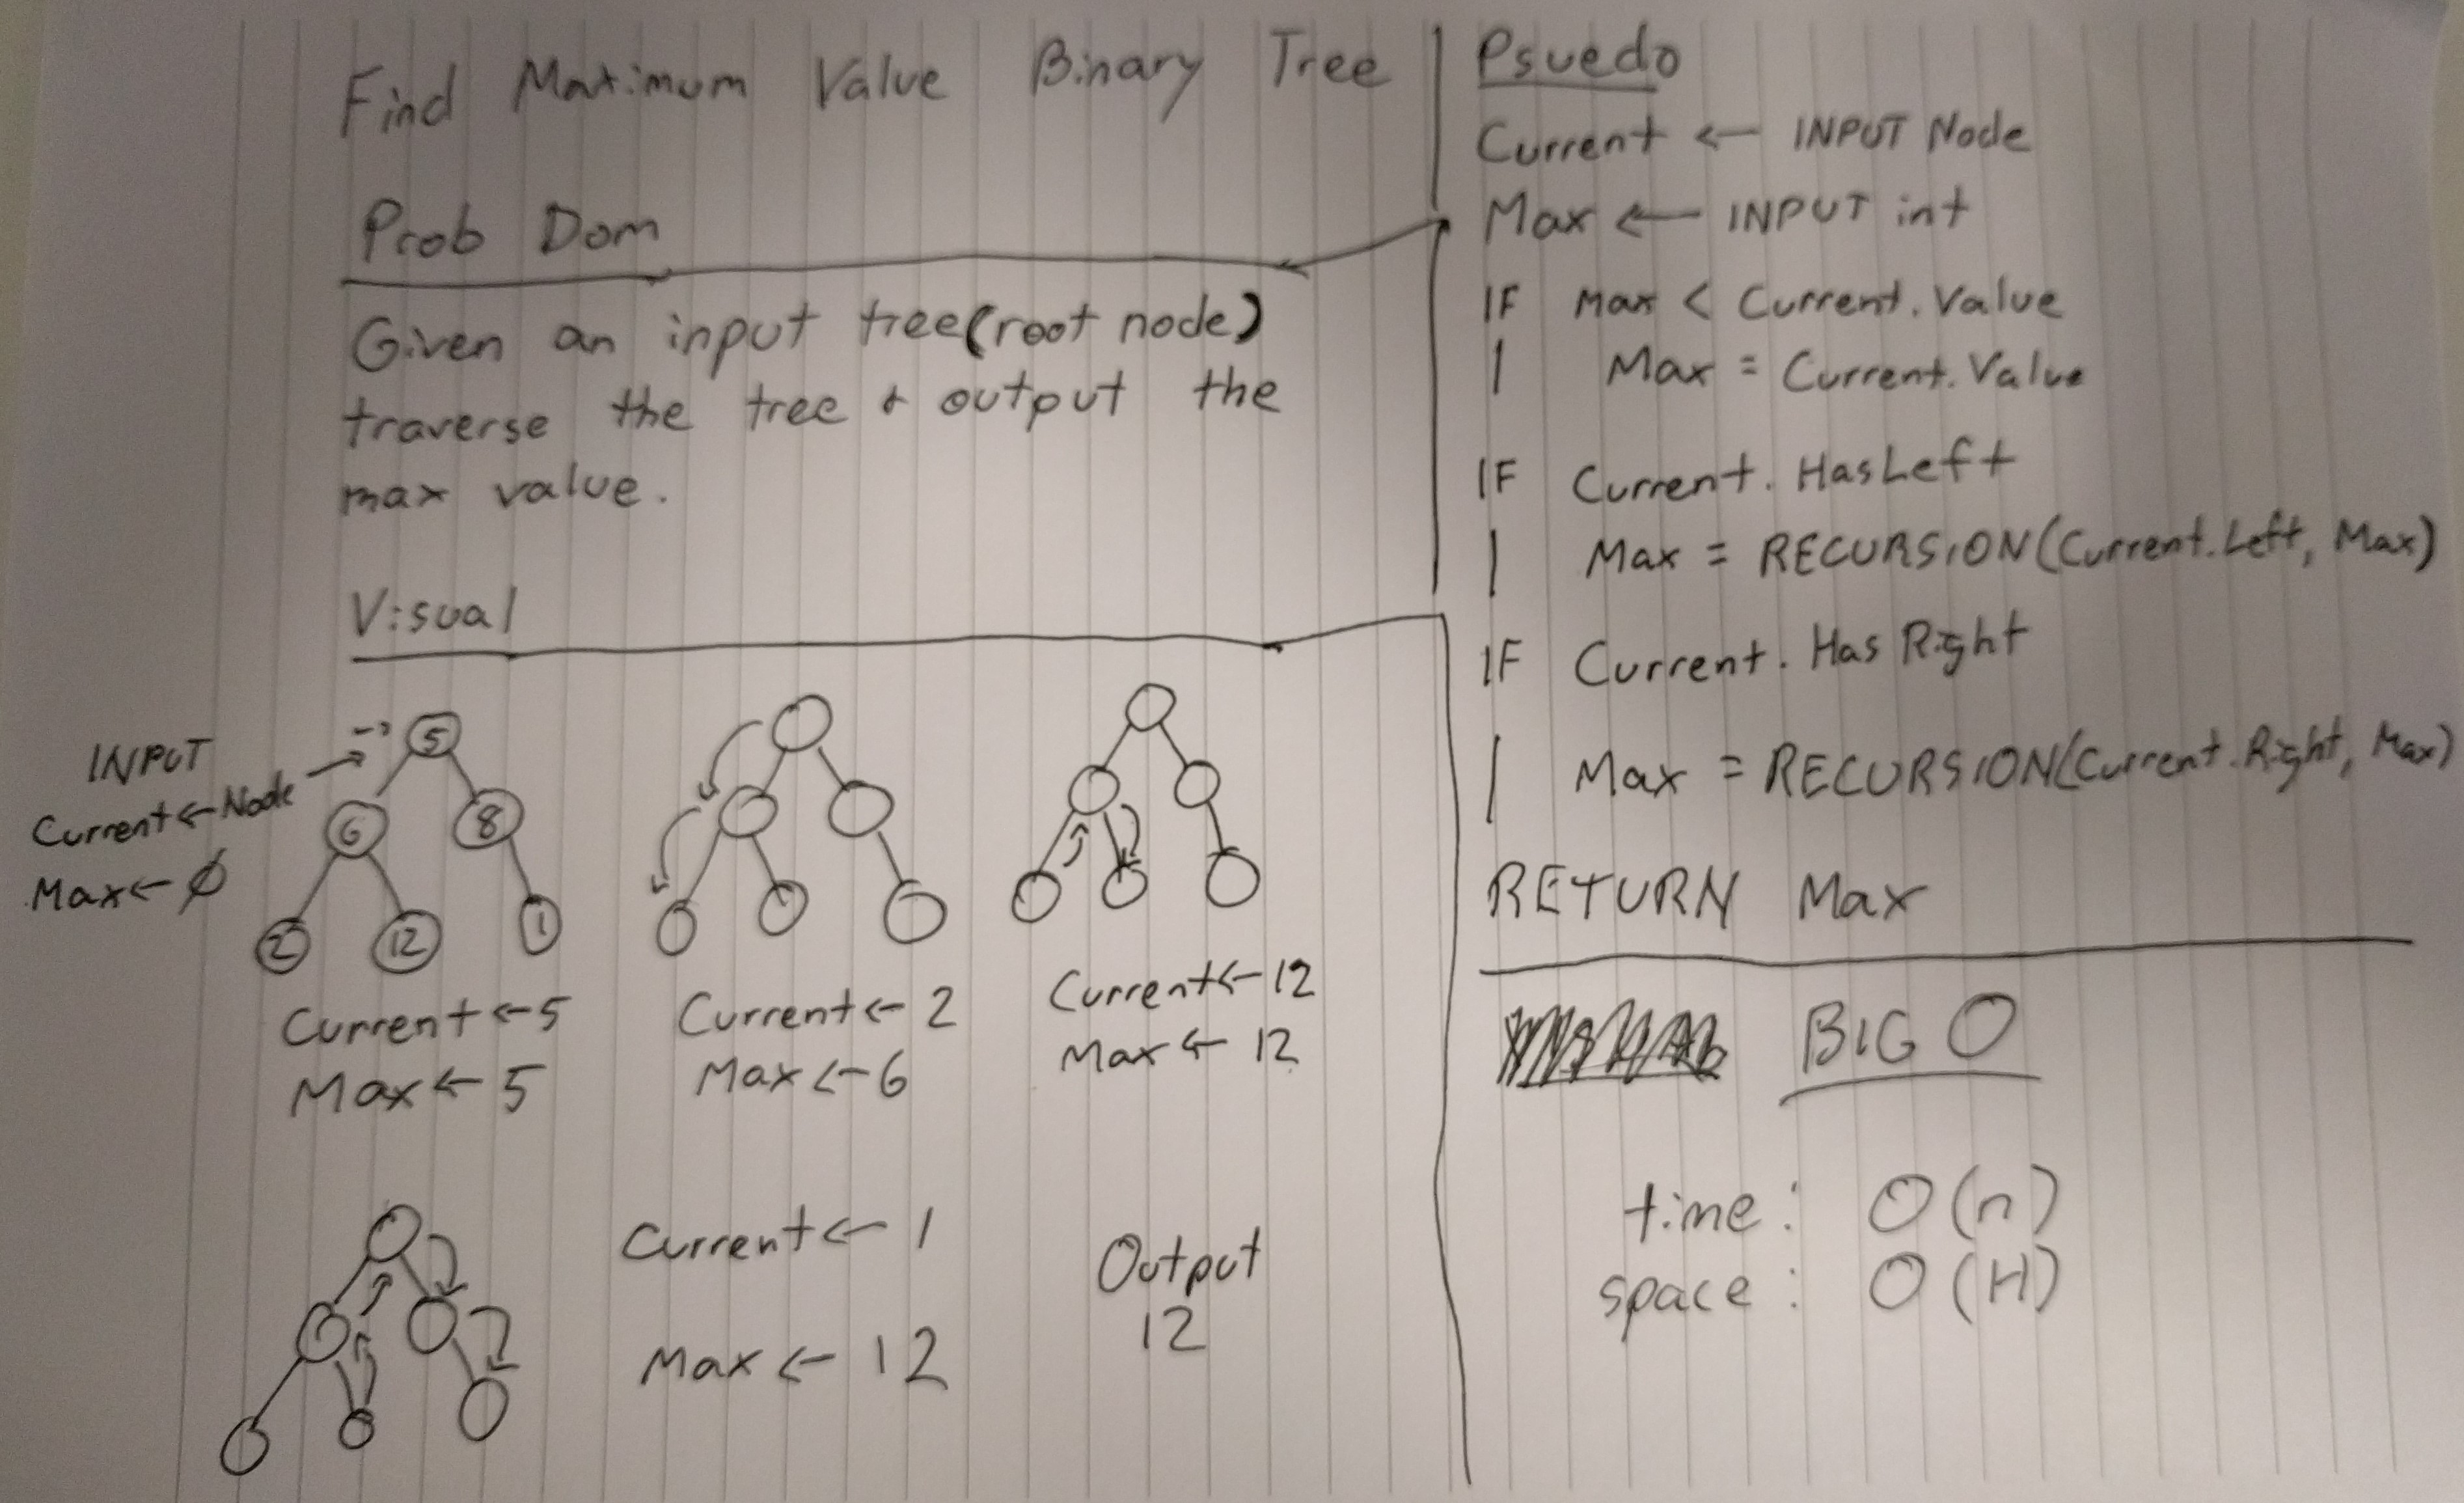 Find Maximum Value Binary Tree
Prob Dom
Given an input tree(root node)
traverse the tree + output the
max value.
Visual
INPUT
Current ← Node
Max ← Ø
5
6
8
2
12
1
Current ← 5
Max ← 5
Current ← 2
Max ← 6
Current ← 12
Max ← 12
Current ← 1
Max ← 12
Output
12
Psuedo
Current ← INPUT Node
Max ← INPUT int
IF Max < Current.Value
| Max = Current.Value
IF Current.HasLeft
| Max = RECURSION(Current.Left, Max)
IF Current.HasRight
| Max = RECURSION(Current.Right, Max)
RETURN Max
BIG O
time: O(n)
space: O(H)